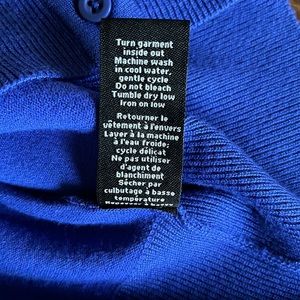 Turn garment
inside out
Machine wash
in cool water,
gentle cycle
Do not bleach
Tumble dry low
Iron on low
Retourner le
vêtement à l'envers
Laver à la machine
à l'eau froide;
cycle délicat
Ne pas utiliser
d'agent de
blanchiment
Sécher par
culbutage à basse
température
Repasser à basse